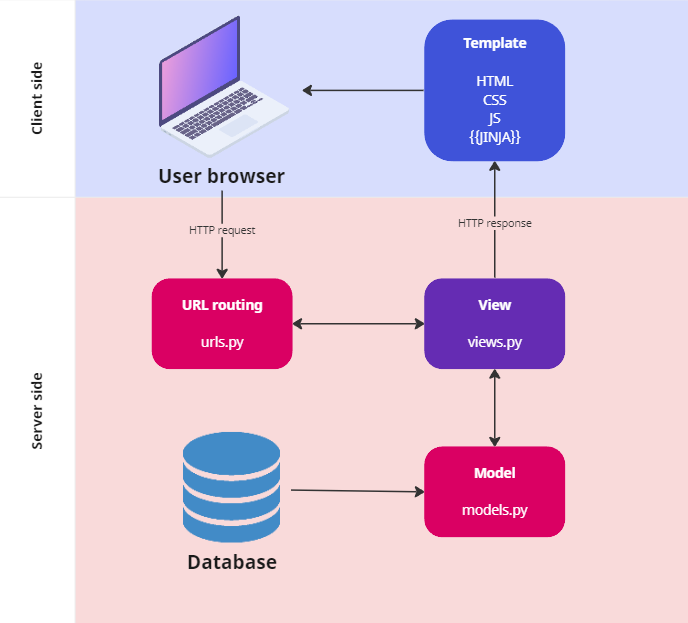 Client side
Template
HTML
CSS
JS
{{JINJA}}
User browser
HTTP request
HTTP response
Server side
URL routing
urls.py
View
views.py
Model
models.py
Database